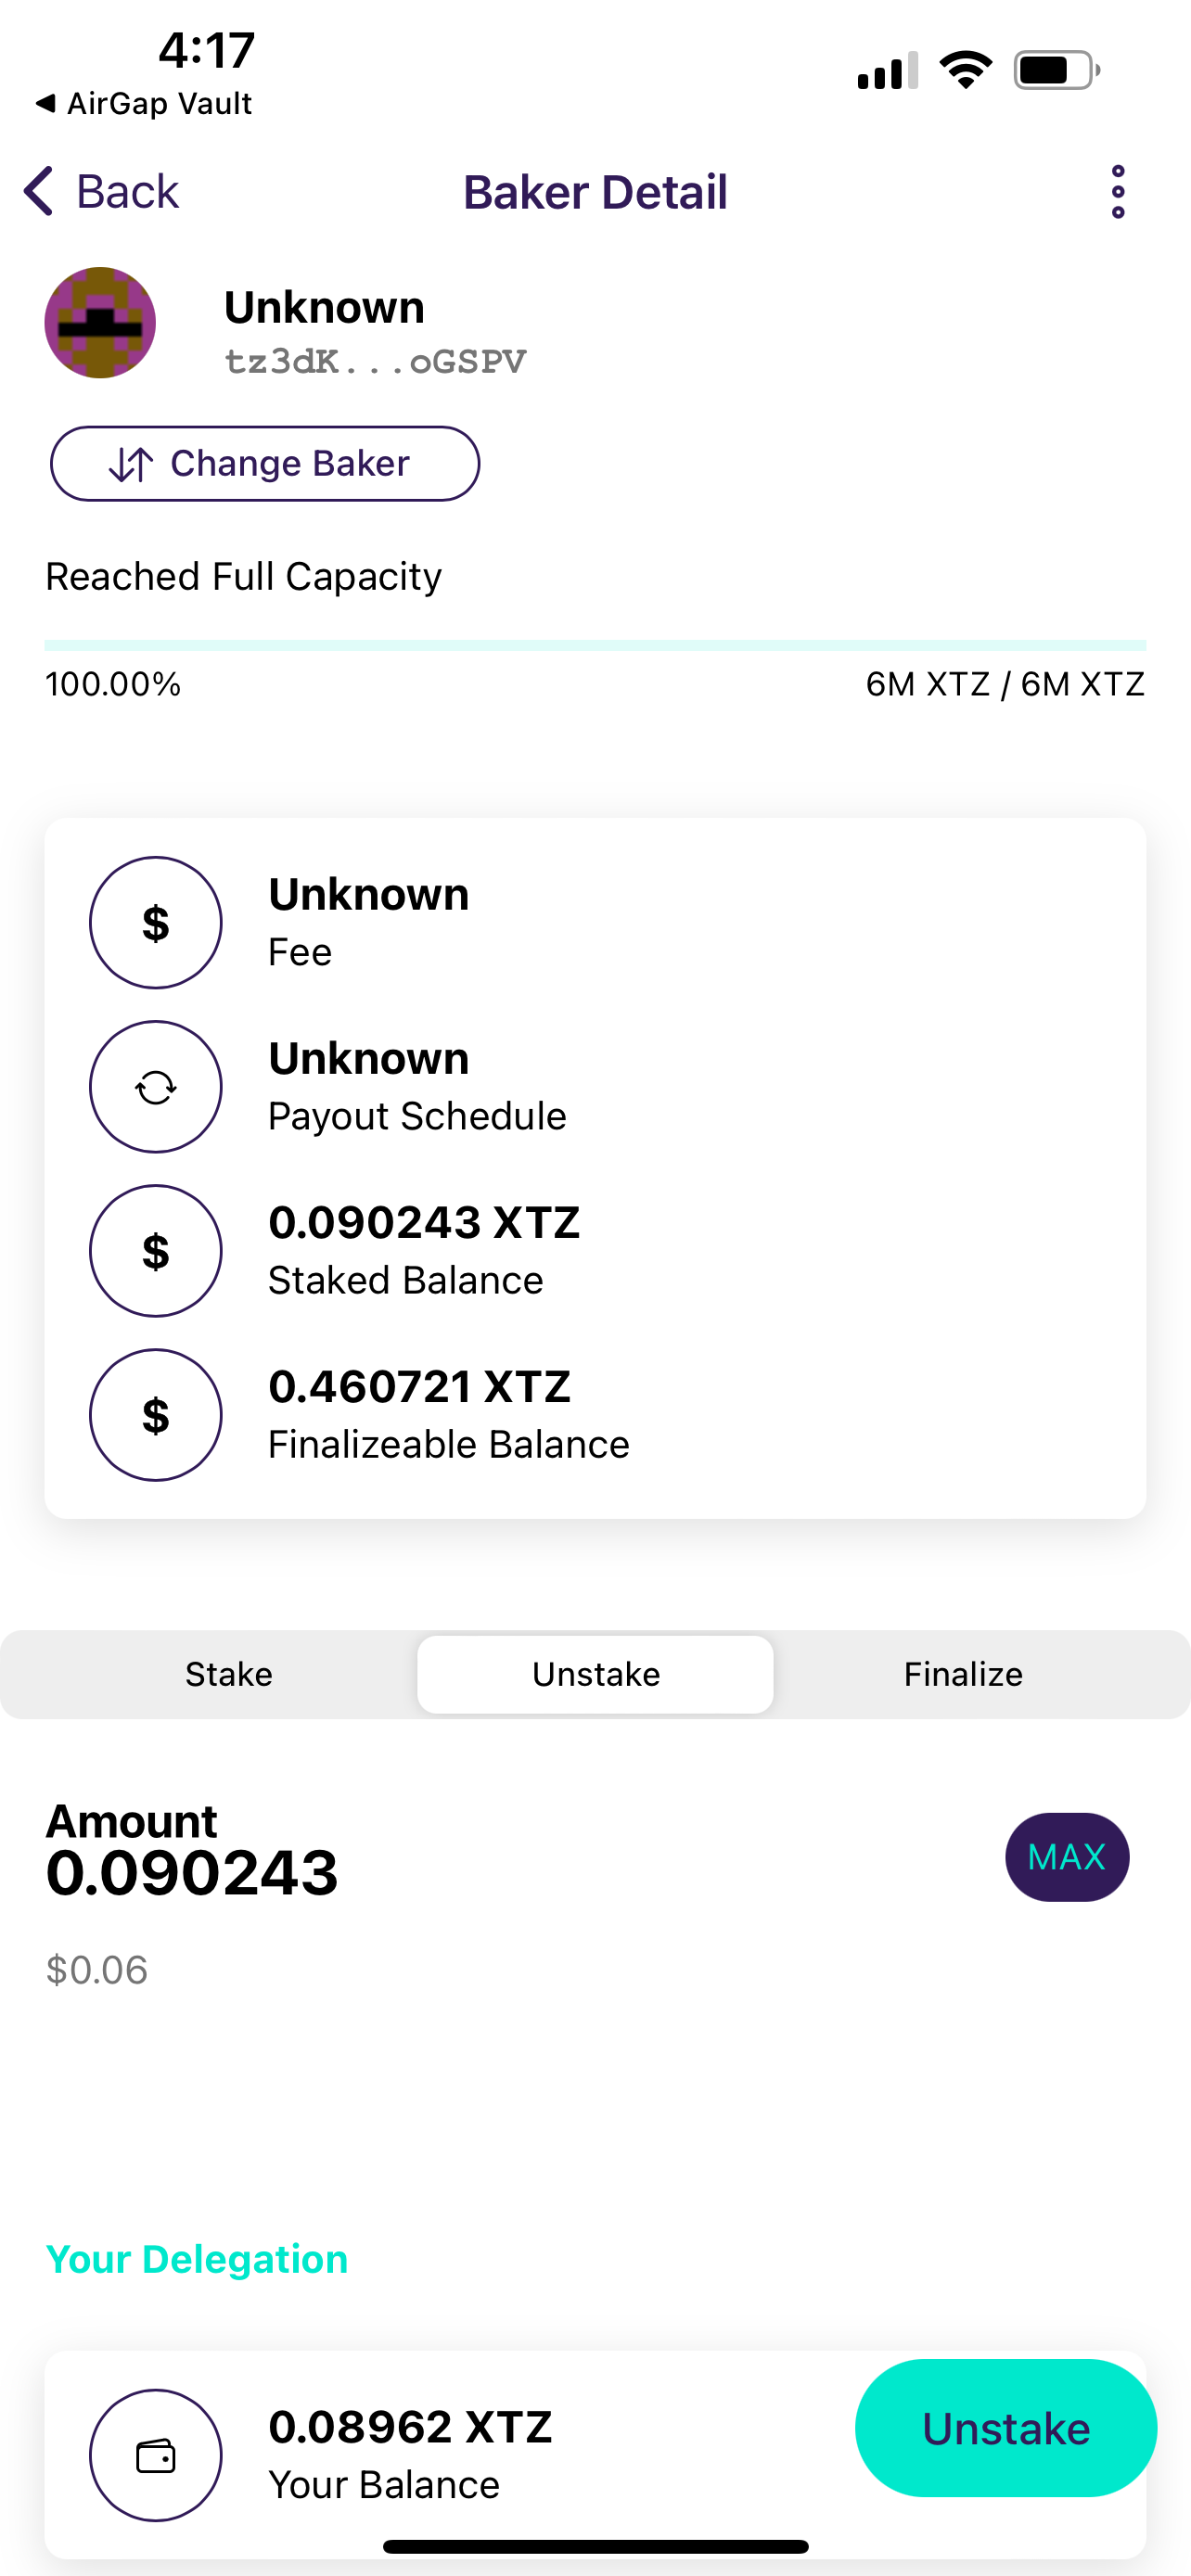 4:17
AirGap Vault
Back
Baker Detail
Unknown
tz3dK...oGSPV
Change Baker
Reached Full Capacity
100.00%
6M XTZ / 6M XTZ
$
Unknown
Fee
Unknown
Payout Schedule
$
0.090243 XTZ
Staked Balance
$
0.460721 XTZ
Finalizeable Balance
Stake
Unstake
Finalize
Amount
0.090243
MAX
$0.06
Your Delegation
0.08962 XTZ
Your Balance
Unstake